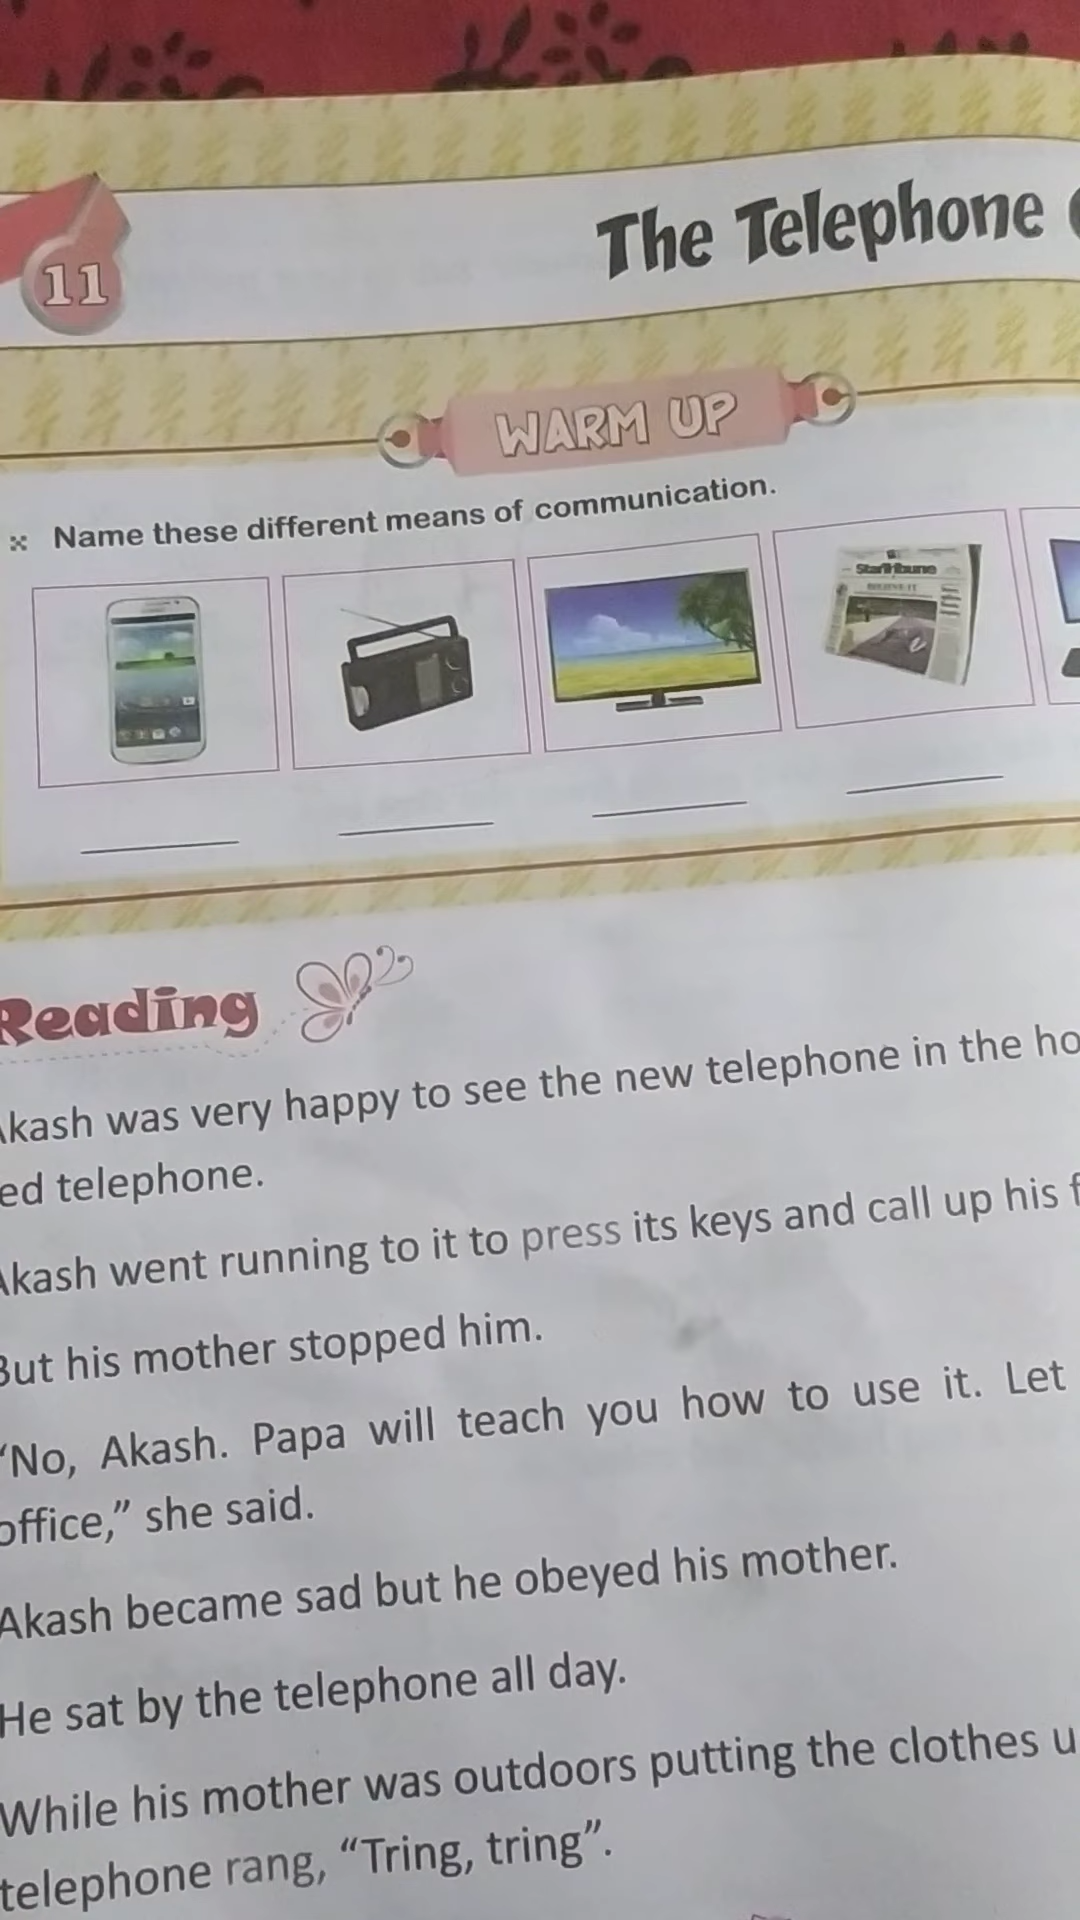 11
The Telephone
WARM UP
Name these different means of communication.
StarTribune
Reading
Akash was very happy to see the new telephone in the
telephone.
Akash went running to it to press its keys and call up his
But his mother stopped him.
“No, Akash. Papa will teach you how to use it. Let
office,” she said.
Akash became sad but he obeyed his mother.
He sat by the telephone all day.
While his mother was outdoors putting the clothes
telephone rang, “Tring, tring”.